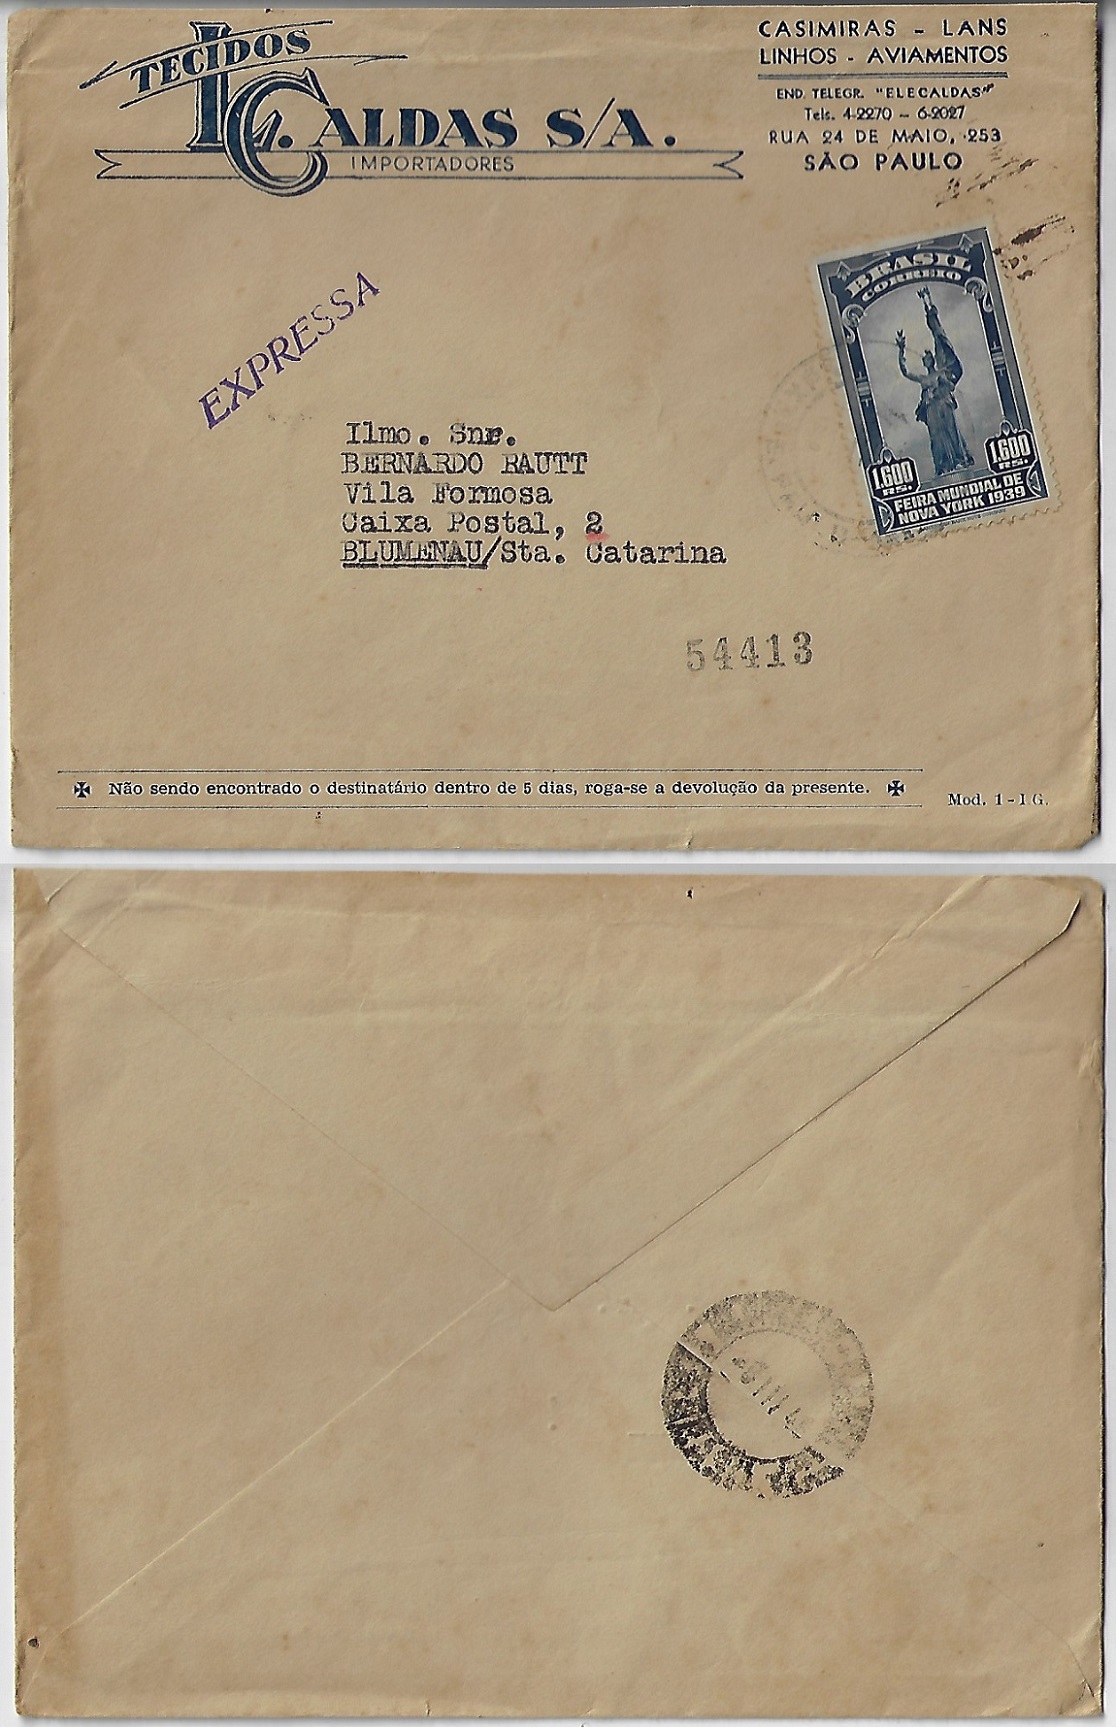 TECIDOS
L. CALDAS S/A.
IMPORTADORES
CASIMIRAS - LANS
LINHOS - AVIAMENTOS
END. TELEGR. "ELECALDAS"
Tels. 4-2270 - 6-2027
RUA 24 DE MAIO, 253
SÃO PAULO
BRASIL
CORREIO
1.600 RS.
1.600 RS.
FEIRA MUNDIAL DE
NOVA YORK 1939
EXPRESSA
Ilmo. Snr.
BERNARDO RAUTT
Vila Formosa
Caixa Postal, 2
BLUMENAU/Sta. Catarina
54413
Não sendo encontrado o destinatário dentro de 5 dias, roga-se a devolução da presente.
Mod. 1 - I G.